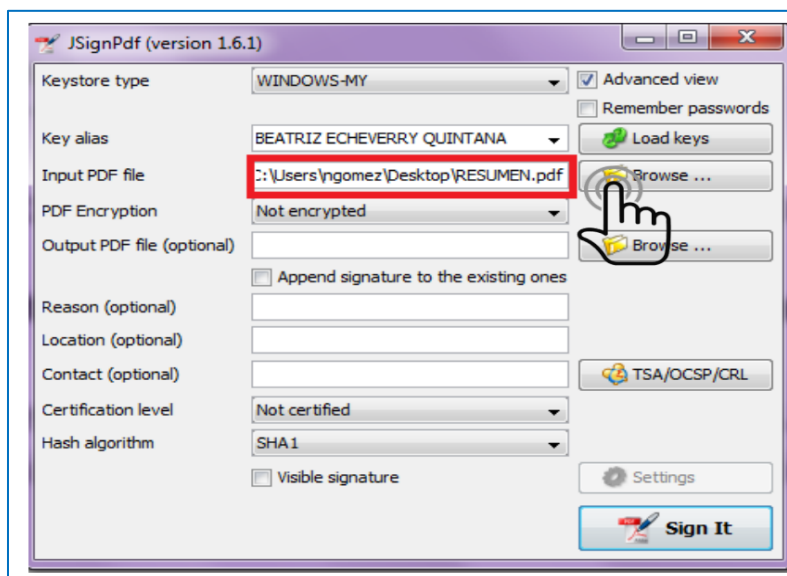 JSignPdf (version 1.6.1)
Keystore type WINDOWS-MY Advanced view
Remember passwords
Key alias BEATRIZ ECHEVERRY QUINTANA Load keys
Input PDF file C:\Users\ngomez\Desktop\RESUMEN.pdf Browse ...
PDF Encryption Not encrypted
Output PDF file (optional) Browse ...
Append signature to the existing ones
Reason (optional)
Location (optional)
Contact (optional) TSA/OCSP/CRL
Certification level Not certified
Hash algorithm SHA1
Visible signature Settings
Sign It